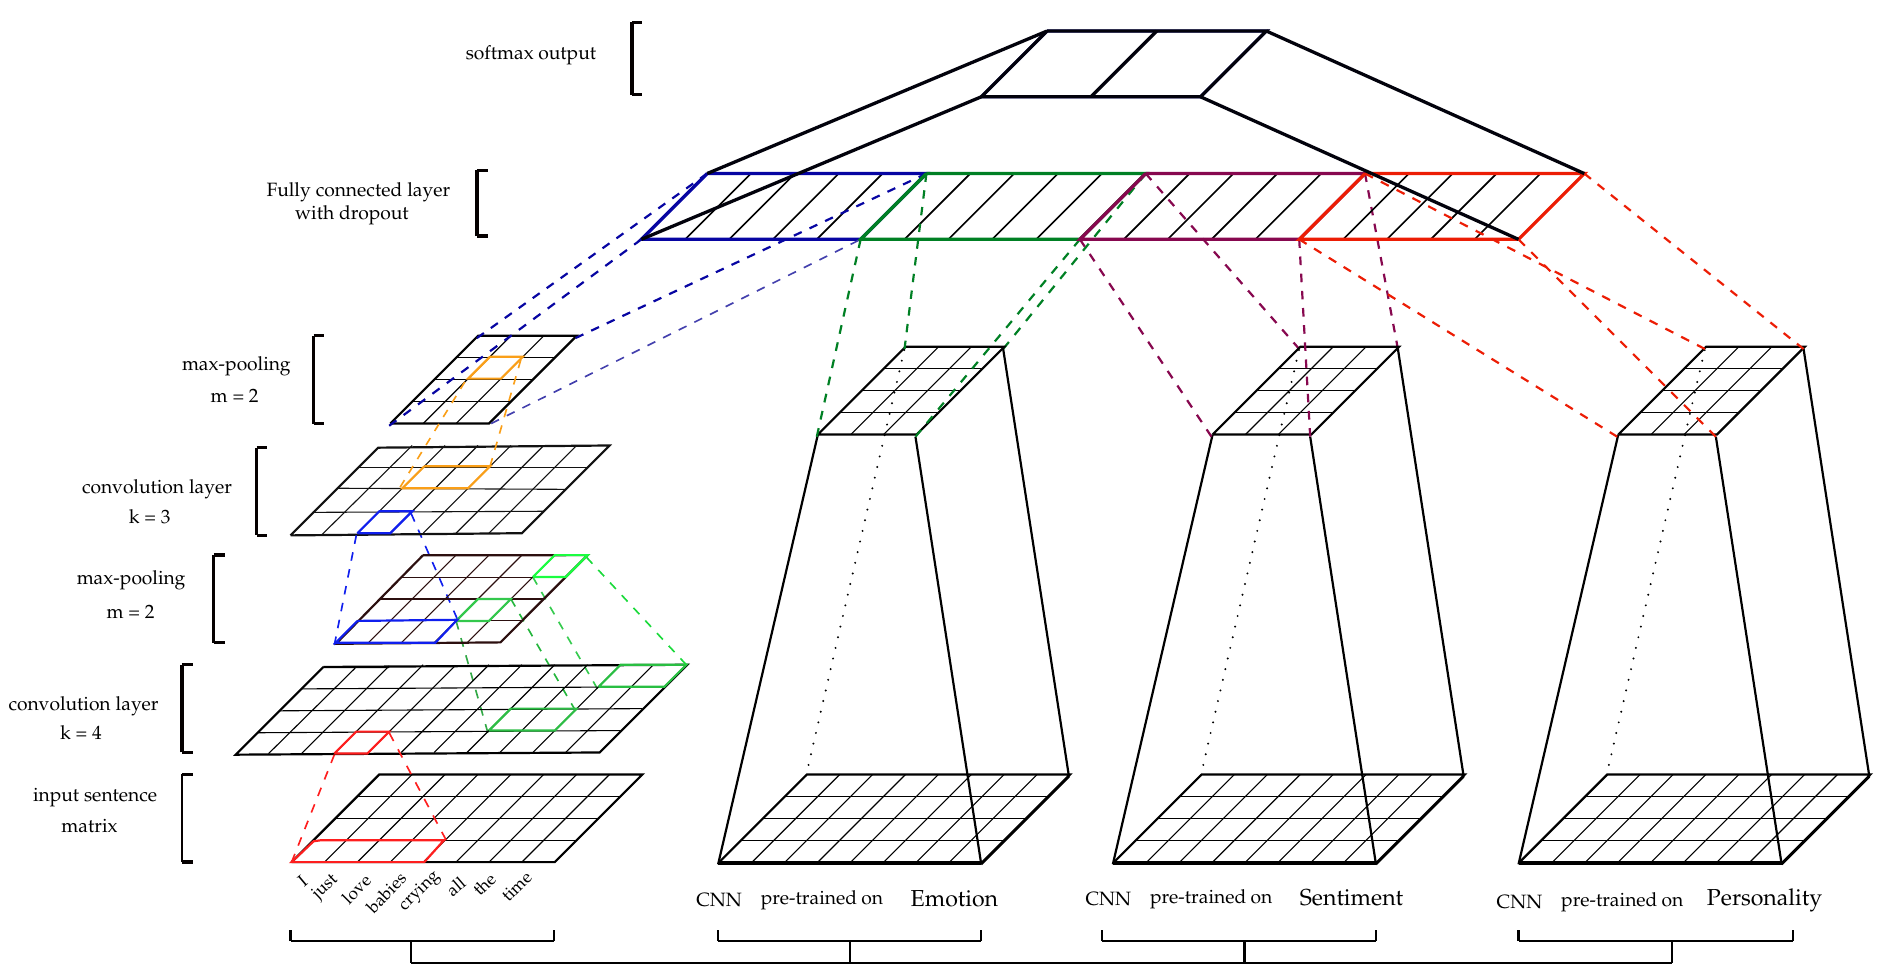 softmax output
Fully connected layer
with dropout
max-pooling
m = 2
convolution layer
k = 3
max-pooling
m = 2
convolution layer
k = 4
input sentence
matrix
I just love babies crying all the time
CNN pre-trained on Emotion
CNN pre-trained on Sentiment
CNN pre-trained on Personality